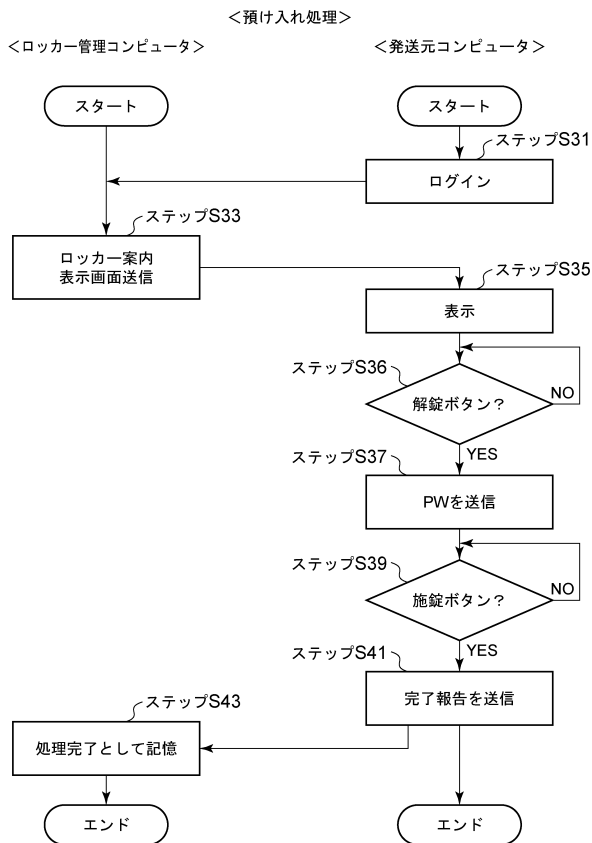 ＜預け入れ処理＞
＜ロッカー管理コンピュータ＞
＜発送元コンピュータ＞
スタート
スタート
ステップS31
ログイン
ステップS33
ロッカー案内
表示画面送信
ステップS35
表示
ステップS36
解錠ボタン？
NO
YES
ステップS37
PWを送信
ステップS39
施錠ボタン？
NO
YES
ステップS41
完了報告を送信
ステップS43
処理完了として記憶
エンド
エンド